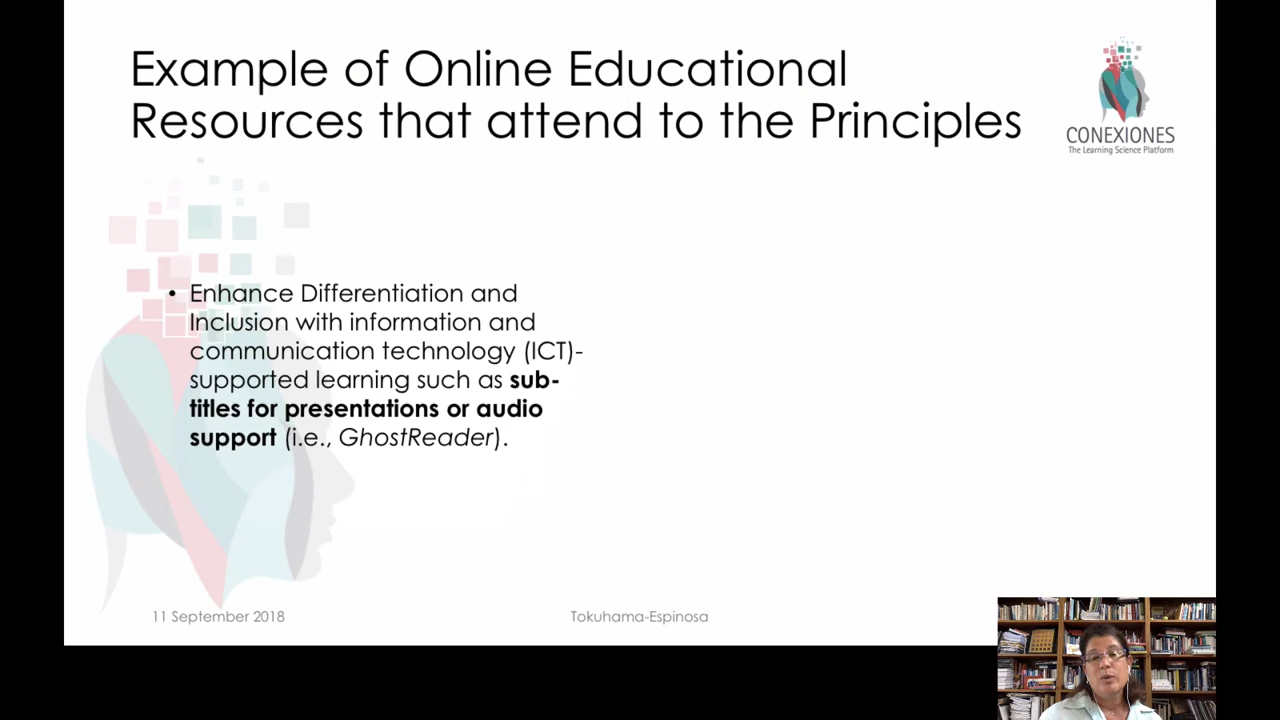 Example of Online Educational
Resources that attend to the Principles
CONEXIONES
The Learning Science Platform
• Enhance Differentiation and
Inclusion with information and
communication technology (ICT)-
supported learning such as sub-
titles for presentations or audio
support (i.e., GhostReader).
11 September 2018
Tokuhama-Espinosa